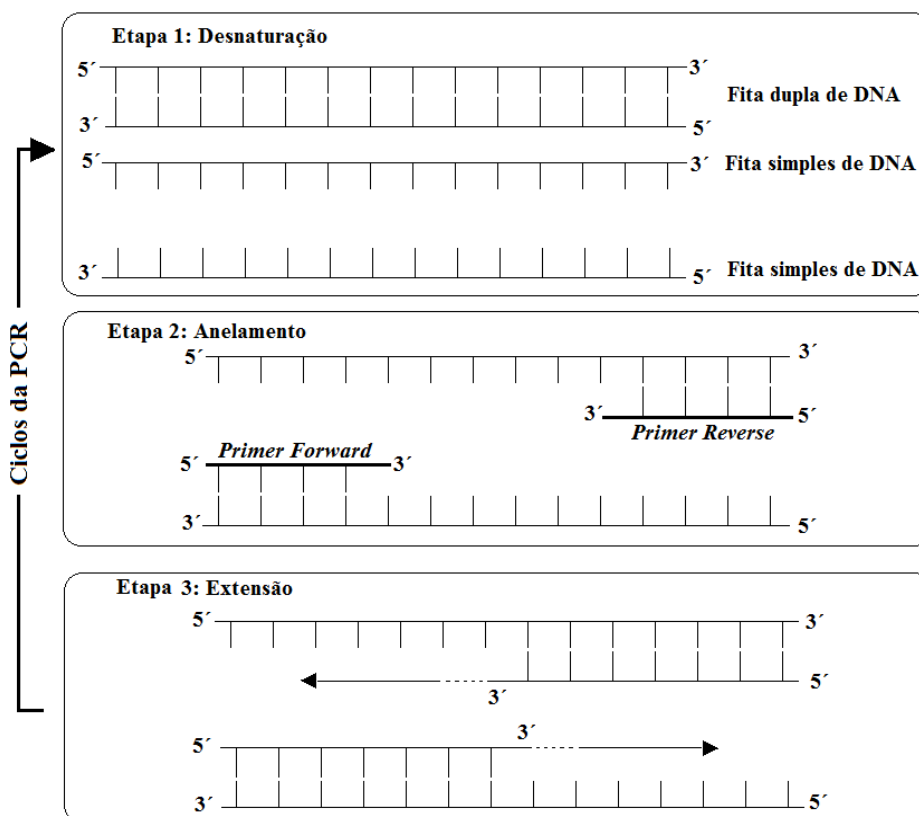 Etapa 1: Desnaturação
5´ 3´
Fita dupla de DNA
3´ 5´
5´ 3´ Fita simples de DNA
3´ 5´ Fita simples de DNA
Ciclos da PCR
Etapa 2: Anelamento
5´ 3´
3´ 5´
Primer Reverse
Primer Forward
5´ 3´
3´ 5´
Etapa 3: Extensão
5´ 3´
5´
3´
3´
5´
3´ 5´